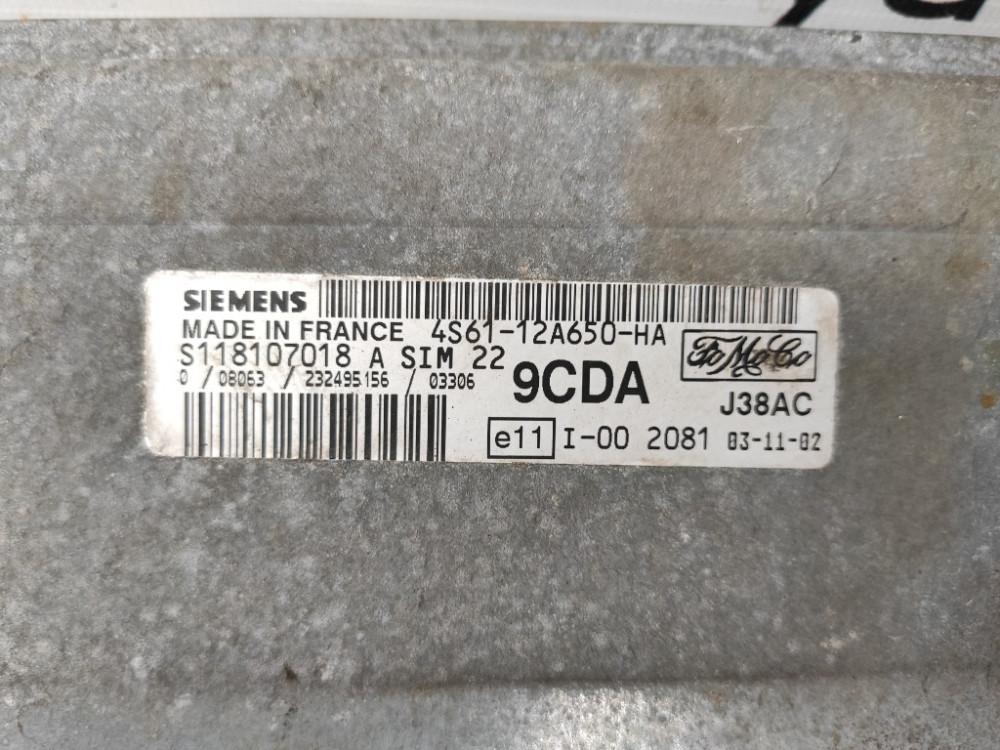 SIEMENS
MADE IN FRANCE 4S61-12A650-HA
S118107018 A SIM 22
FoMoCo
0 / 08063 / 232495156 / 03306
9CDA
J38AC
e11 I-00 2081 03-11-02